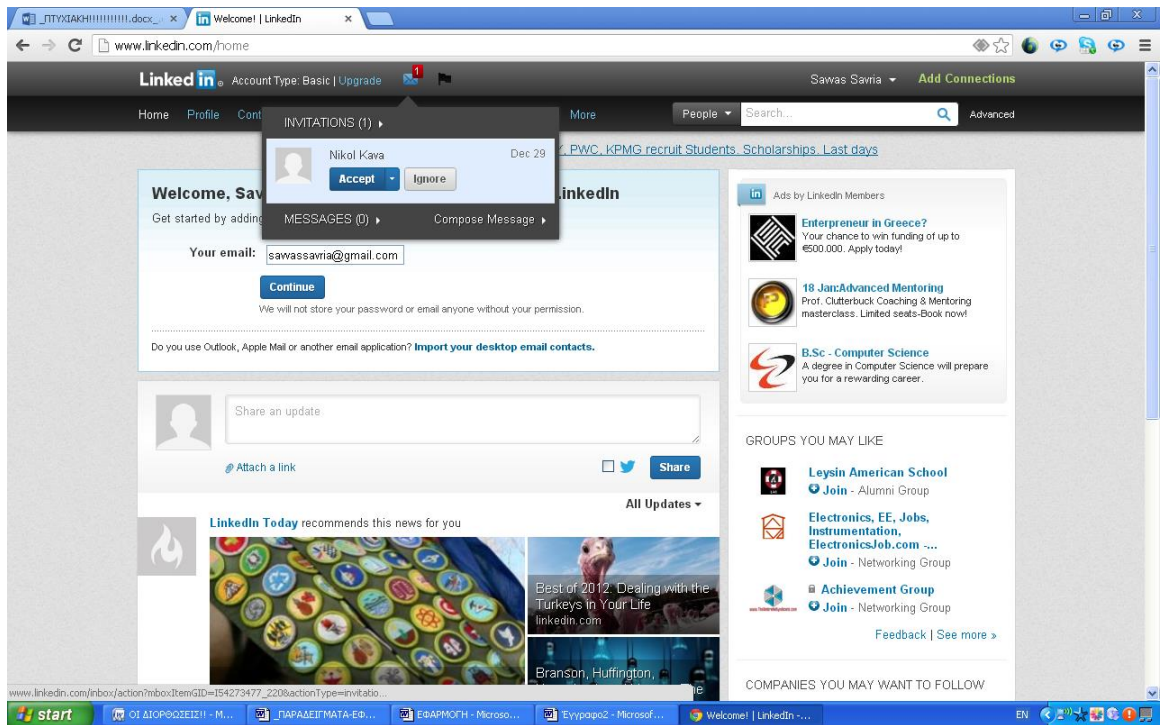 _ΠΤΥΧΙΑΚΗ!!!!!!!!!!!.docx_
Welcome! | LinkedIn
www.linkedin.com/home
Linked in ® Account Type: Basic | Upgrade 1
Sawas Savria Add Connections
Home Profile Cont
More
People Search... Advanced
INVITATIONS (1)
Nikol Kava Dec 29
Accept Ignore
MESSAGES (0) Compose Message
, PWC, KPMG recruit Students. Scholarships. Last days
Welcome, Sav
inkedIn
Get started by adding
Your email: sawassavria@gmail.com
Continue
We will not store your password or email anyone without your permission.
Do you use Outlook, Apple Mail or another email application? Import your desktop email contacts.
Share an update
Attach a link Share
All Updates
LinkedIn Today recommends this news for you
Best of 2012: Dealing with the
Turkeys in Your Life
linkedin.com
Branson, Huffington,
in Ads by LinkedIn Members
Enterpreneur in Greece?
Your chance to win funding of up to
€500.000. Apply today!
18 Jan:Advanced Mentoring
Prof. Clutterbuck Coaching & Mentoring
masterclass. Limited seats-Book now!
B.Sc - Computer Science
A degree in Computer Science will prepare
you for a rewarding career.
GROUPS YOU MAY LIKE
Leysin American School
Join - Alumni Group
Electronics, EE, Jobs,
Instrumentation,
ElectronicsJob.com -...
Join - Networking Group
Achievement Group
Join - Networking Group
Feedback | See more »
COMPANIES YOU MAY WANT TO FOLLOW
www.linkedin.com/inbox/action?mboxItemGID=I54273477_220&actionType=invitatio...
start
ΟΙ ΔΙΟΡΘΩΣΕΙΣ!! - M...
_ΠΑΡΑΔΕΙΓΜΑΤΑ-ΕΦ...
ΕΦΑΡΜΟΓΗ - Microso...
Έγγραφο2 - Microsof...
Welcome! | LinkedIn -...
EN